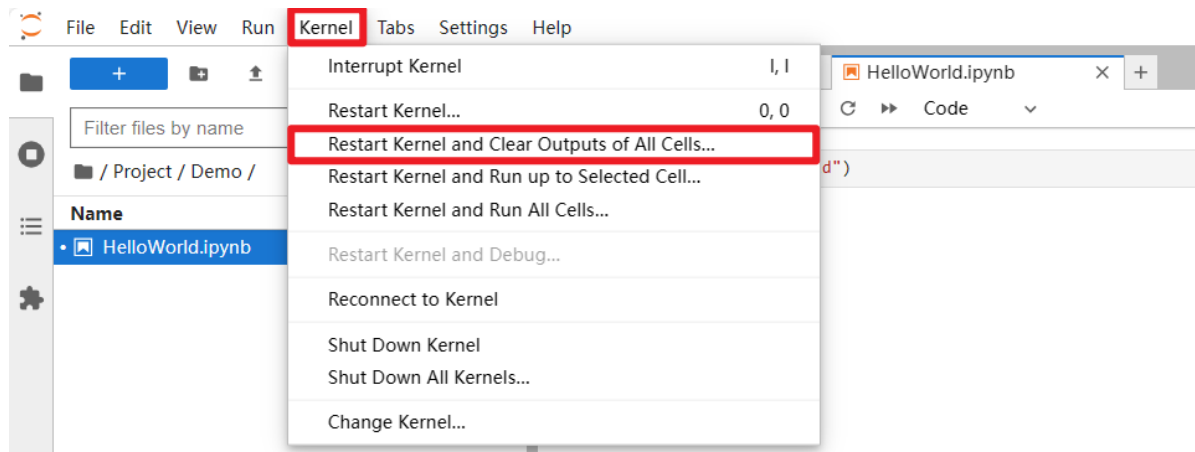 File Edit View Run Kernel Tabs Settings Help
+
Filter files by name
/ Project / Demo /
Name
• HelloWorld.ipynb
Interrupt Kernel I, I
Restart Kernel... 0, 0
Restart Kernel and Clear Outputs of All Cells...
Restart Kernel and Run up to Selected Cell...
Restart Kernel and Run All Cells...
Restart Kernel and Debug...
Reconnect to Kernel
Shut Down Kernel
Shut Down All Kernels...
Change Kernel...
HelloWorld.ipynb × +
Code
d")